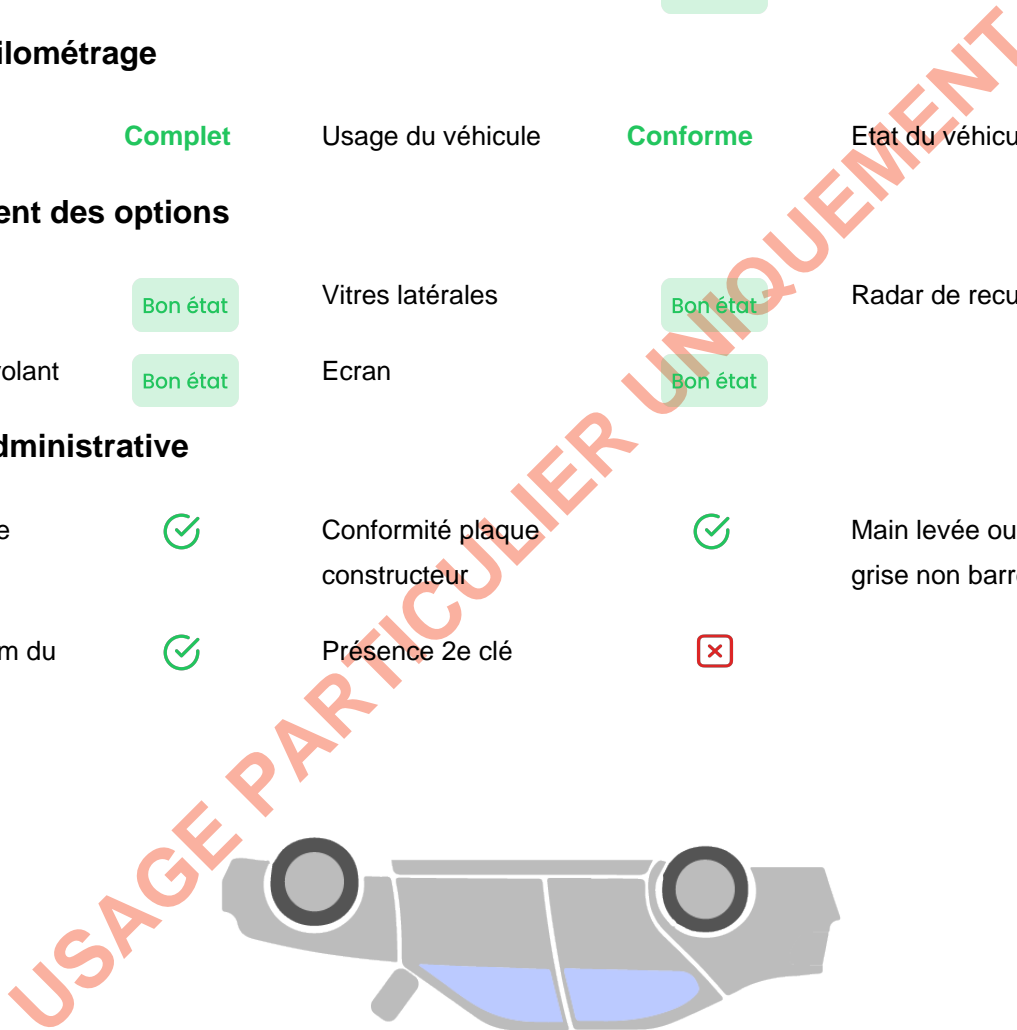 ilométrage
Complet Usage du véhicule Conforme Etat du véhicu
ent des options
Bon état Vitres latérales Bon état Radar de recu
olant Bon état Ecran Bon état
dministrative
e Conformité plaque Main levée ou
constructeur grise non barr
m du Présence 2e clé
USAGE PARTICULIER UNIQUEMENT